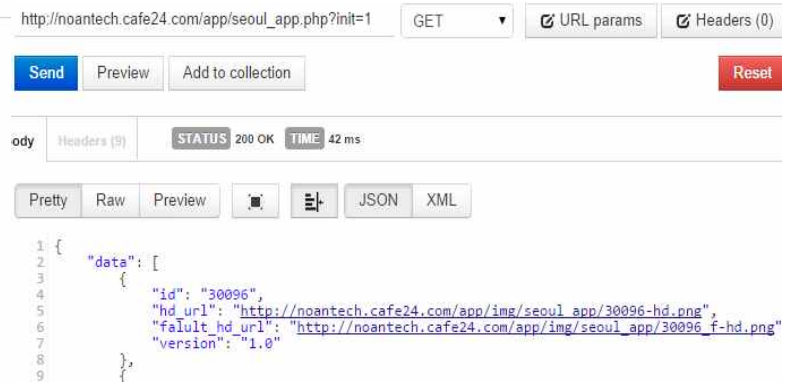 http://noantech.cafe24.com/app/seoul_app.php?init=1 GET URL params Headers (0)
Send Preview Add to collection Reset
ody Headers (9) STATUS 200 OK TIME 42 ms
Pretty Raw Preview JSON XML
1 {
2 "data": [
3 {
4 "id": "30096",
5 "hd_url": "http://noantech.cafe24.com/app/img/seoul_app/30096-hd.png",
6 "falult_hd_url": "http://noantech.cafe24.com/app/img/seoul_app/30096_f-hd.png"
7 "version": "1.0"
8 },
9 {